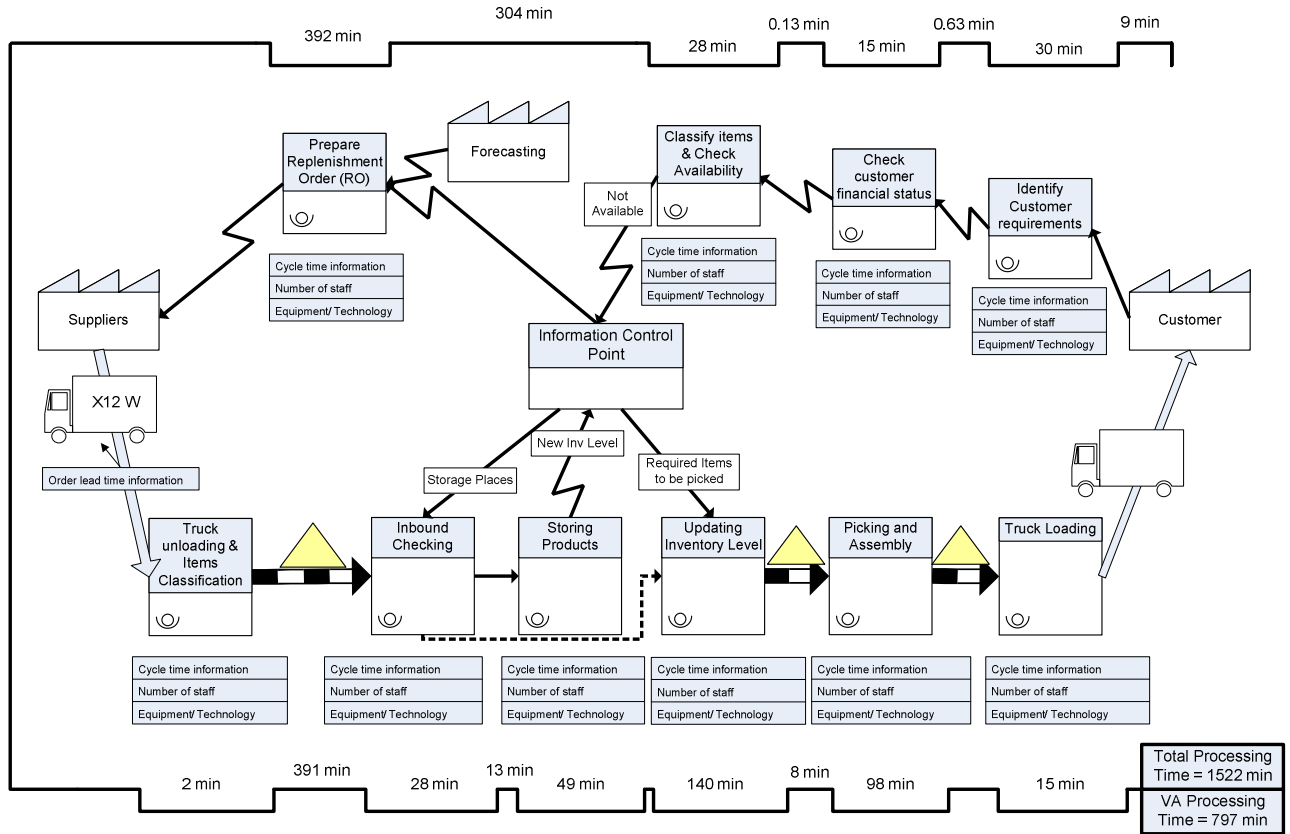 304 min
392 min
28 min
0.13 min
15 min
0.63 min
30 min
9 min
Prepare
Replenishment
Order (RO)
Forecasting
Classify items
& Check
Availability
Check
customer
financial status
Identify
Customer
requirements
Not
Available
Cycle time information
Number of staff
Equipment/ Technology
Cycle time information
Number of staff
Equipment/ Technology
Cycle time information
Number of staff
Equipment/ Technology
Cycle time information
Number of staff
Equipment/ Technology
Suppliers
Customer
Information Control
Point
X12 W
Order lead time information
New Inv Level
Storage Places
Required Items
to be picked
Truck
unloading &
Items
Classification
Inbound
Checking
Storing
Products
Updating
Inventory Level
Picking and
Assembly
Truck Loading
Cycle time information
Number of staff
Equipment/ Technology
Cycle time information
Number of staff
Equipment/ Technology
Cycle time information
Number of staff
Equipment/ Technology
Cycle time information
Number of staff
Equipment/ Technology
Cycle time information
Number of staff
Equipment/ Technology
Cycle time information
Number of staff
Equipment/ Technology
2 min
391 min
28 min
13 min
49 min
140 min
8 min
98 min
15 min
Total Processing
Time = 1522 min
VA Processing
Time = 797 min